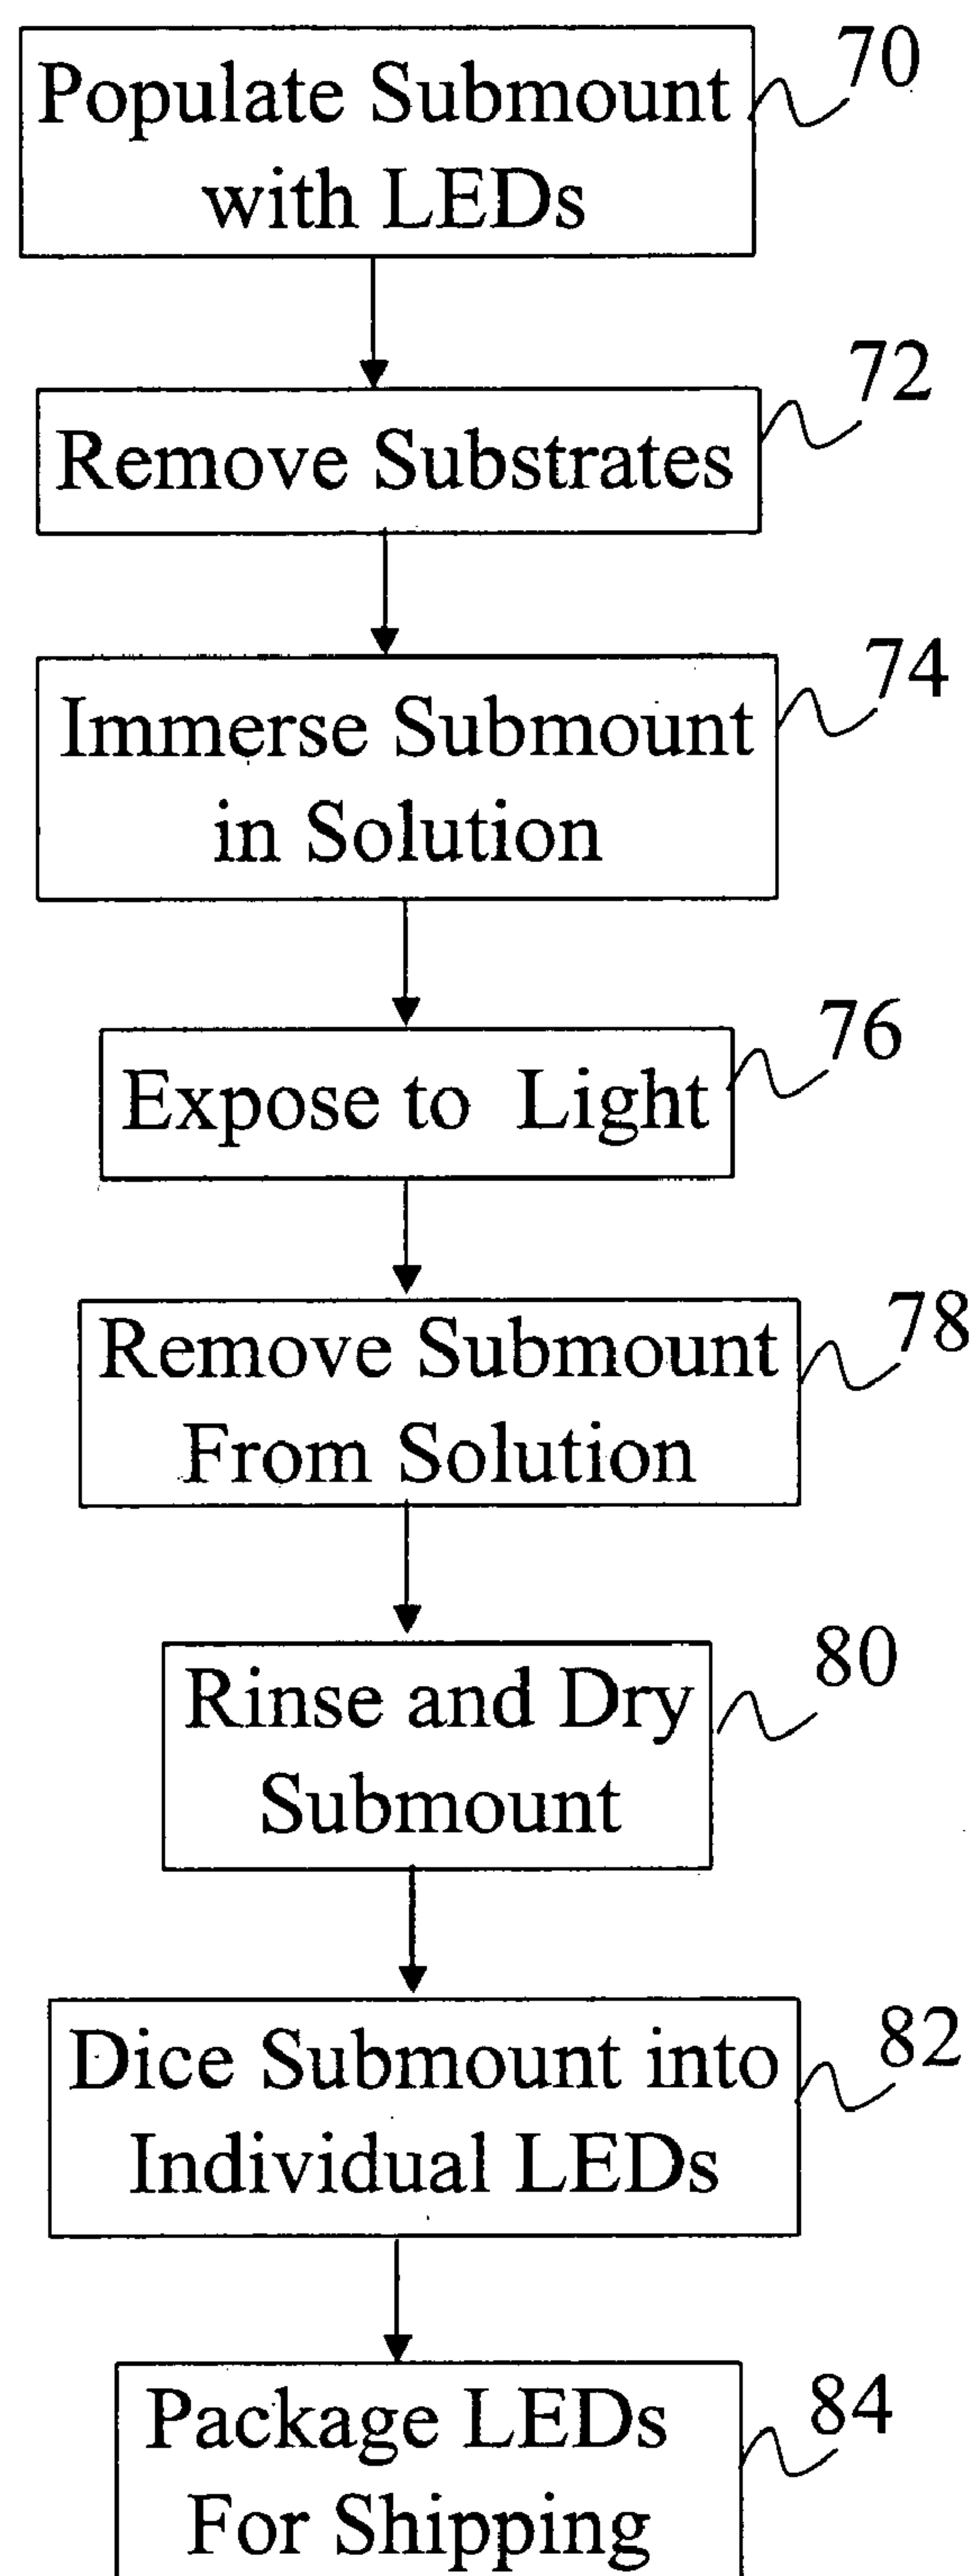 Populate Submount
with LEDs
70
Remove Substrates
72
Immerse Submount
in Solution
74
Expose to Light
76
Remove Submount
From Solution
78
Rinse and Dry
Submount
80
Dice Submount into
Individual LEDs
82
Package LEDs
For Shipping
84